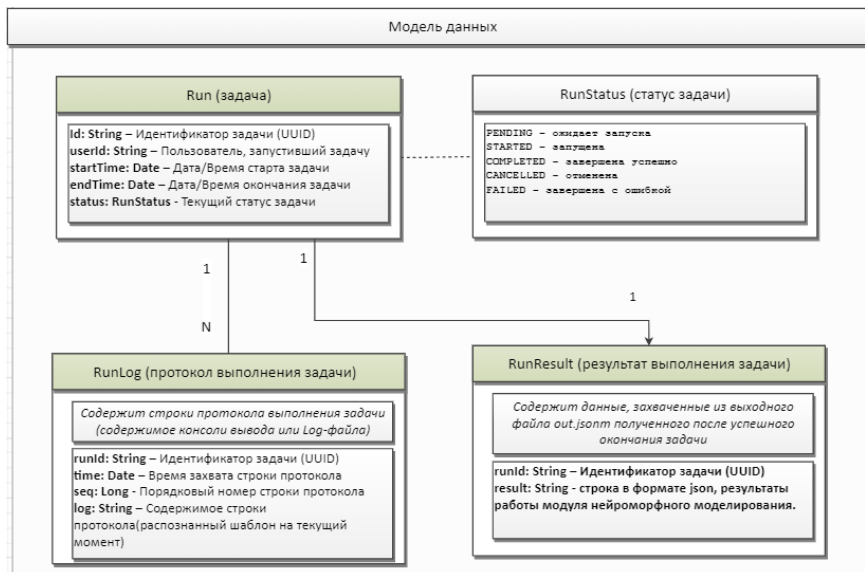 Модель данных
Run (задача)
Id: String – Идентификатор задачи (UUID)
userId: String – Пользователь, запустивший задачу
startTime: Date – Дата/Время старта задачи
endTime: Date – Дата/Время окончания задачи
status: RunStatus - Текущий статус задачи
RunStatus (статус задачи)
PENDING – ожидает запуска
STARTED – запущена
COMPLETED – завершена успешно
CANCELLED – отменена
FAILED – завершена с ошибкой
1
N
1
1
RunLog (протокол выполнения задачи)
Содержит строки протокола выполнения задачи
(содержимое консоли вывода или Log-файла)
runId: String – Идентификатор задачи (UUID)
time: Date – Время захвата строки протокола
seq: Long - Порядковый номер строки протокола
log: String – Содержимое строки
протокола(распознанный шаблон на текущий
момент)
RunResult (результат выполнения задачи)
Содержит данные, захваченные из выходного
файла out.jsonm полученного после успешного
окончания задачи
runId: String – Идентификатор задачи (UUID)
result: String - строка в формате json, результаты
работы модуля нейроморфного моделирования.